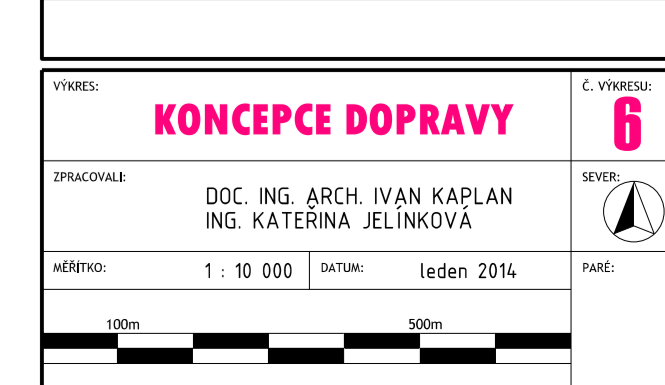 VÝKRES:
KONCEPCE DOPRAVY
Č. VÝKRESU:
6
ZPRACOVALI:
DOC. ING. ARCH. IVAN KAPLAN
ING. KATEŘINA JELÍNKOVÁ
SEVER:
MĚŘÍTKO:
1 : 10 000
DATUM:
leden 2014
PARÉ:
100m
500m